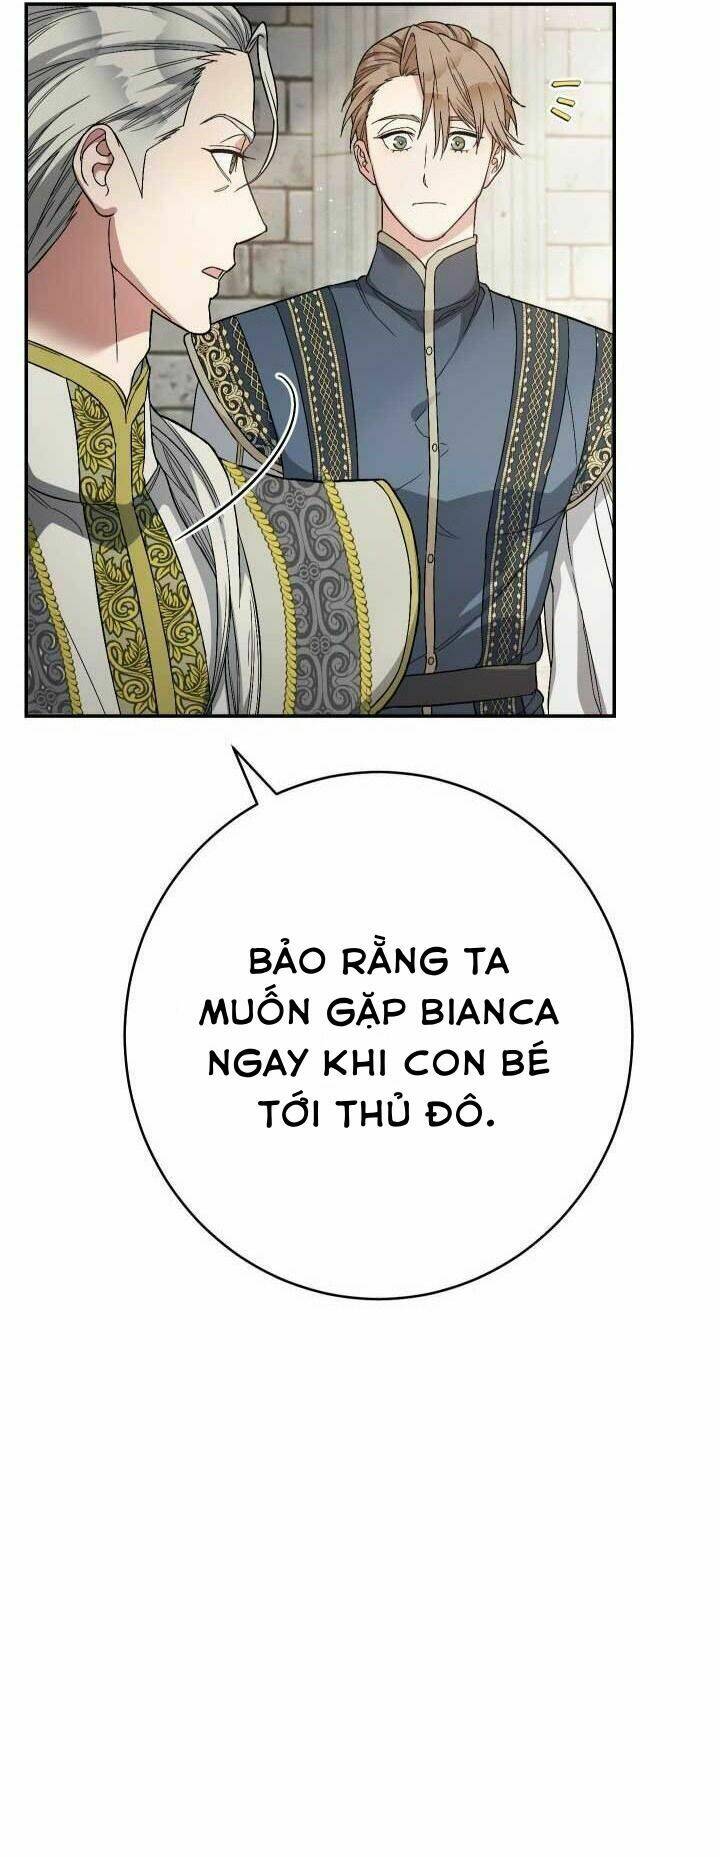 BẢO RẰNG TA
MUỐN GẶP BIANCA
NGAY KHI CON BÉ
TỚI THỦ ĐÔ.